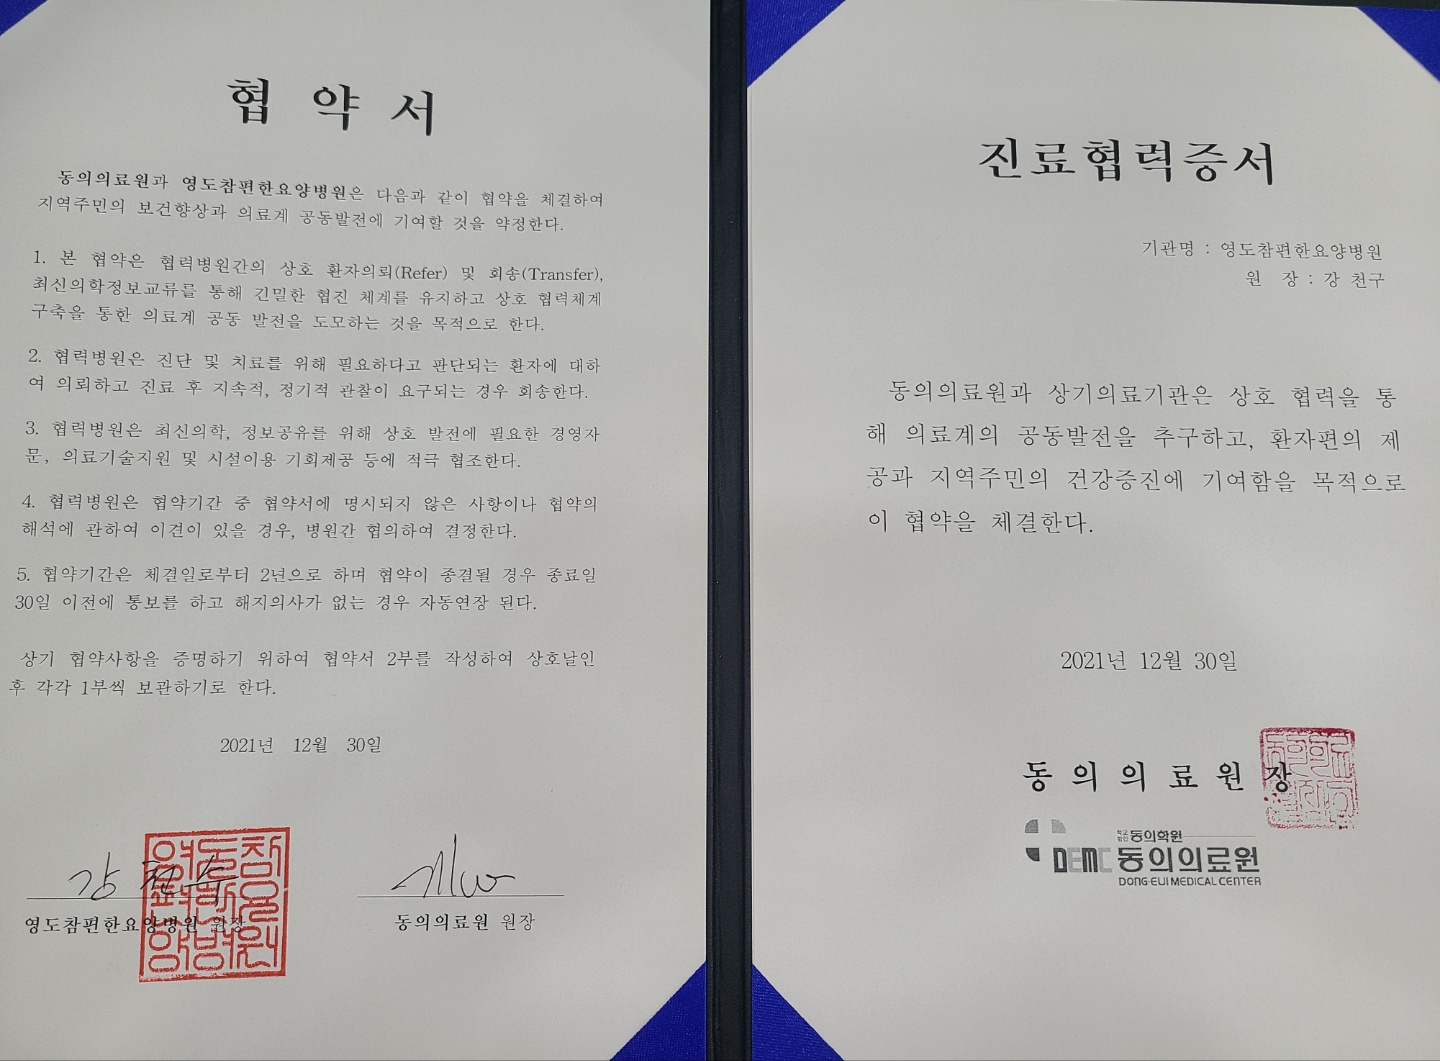 협 약 서
동의의료원과 영도참편한요양병원은 다음과 같이 협약을 체결하여
지역주민의 보건향상과 의료계 공동발전에 기여할 것을 약정한다.
1. 본 협약은 협력병원간의 상호 환자의뢰(Refer) 및 회송(Transfer),
최신의학정보교류를 통해 긴밀한 협진 체계를 유지하고 상호 협력체계
구축을 통한 의료계 공동 발전을 도모하는 것을 목적으로 한다.
2. 협력병원은 진단 및 치료를 위해 필요하다고 판단되는 환자에 대하
여 의뢰하고 진료 후 지속적, 정기적 관찰이 요구되는 경우 회송한다.
3. 협력병원은 최신의학, 정보공유를 위해 상호 발전에 필요한 경영자
문, 의료기술지원 및 시설이용 기회제공 등에 적극 협조한다.
4. 협력병원은 협약기간 중 협약서에 명시되지 않은 사항이나 협약의
해석에 관하여 이견이 있을 경우, 병원간 협의하여 결정한다.
5. 협약기간은 체결일로부터 2년으로 하며 협약이 종결될 경우 종료일
30일 이전에 통보를 하고 해지의사가 없는 경우 자동연장 된다.
상기 협약사항을 증명하기 위하여 협약서 2부를 작성하여 상호날인
후 각각 1부씩 보관하기로 한다.
2021년 12월 30일
영도참편한요양병원 원장
동의의료원 원장
영도참
편한요
양병원
진료협력증서
기관명 : 영도참편한요양병원
원 장 : 강 천구
동의의료원과 상기의료기관은 상호 협력을 통
해 의료계의 공동발전을 추구하고, 환자편의 제
공과 지역주민의 건강증진에 기여함을 목적으로
이 협약을 체결한다.
2021년 12월 30일
동 의 의 료 원 장
학교법인 동의학원
DEMC 동의의료원
DONG-EUI MEDICAL CENTER